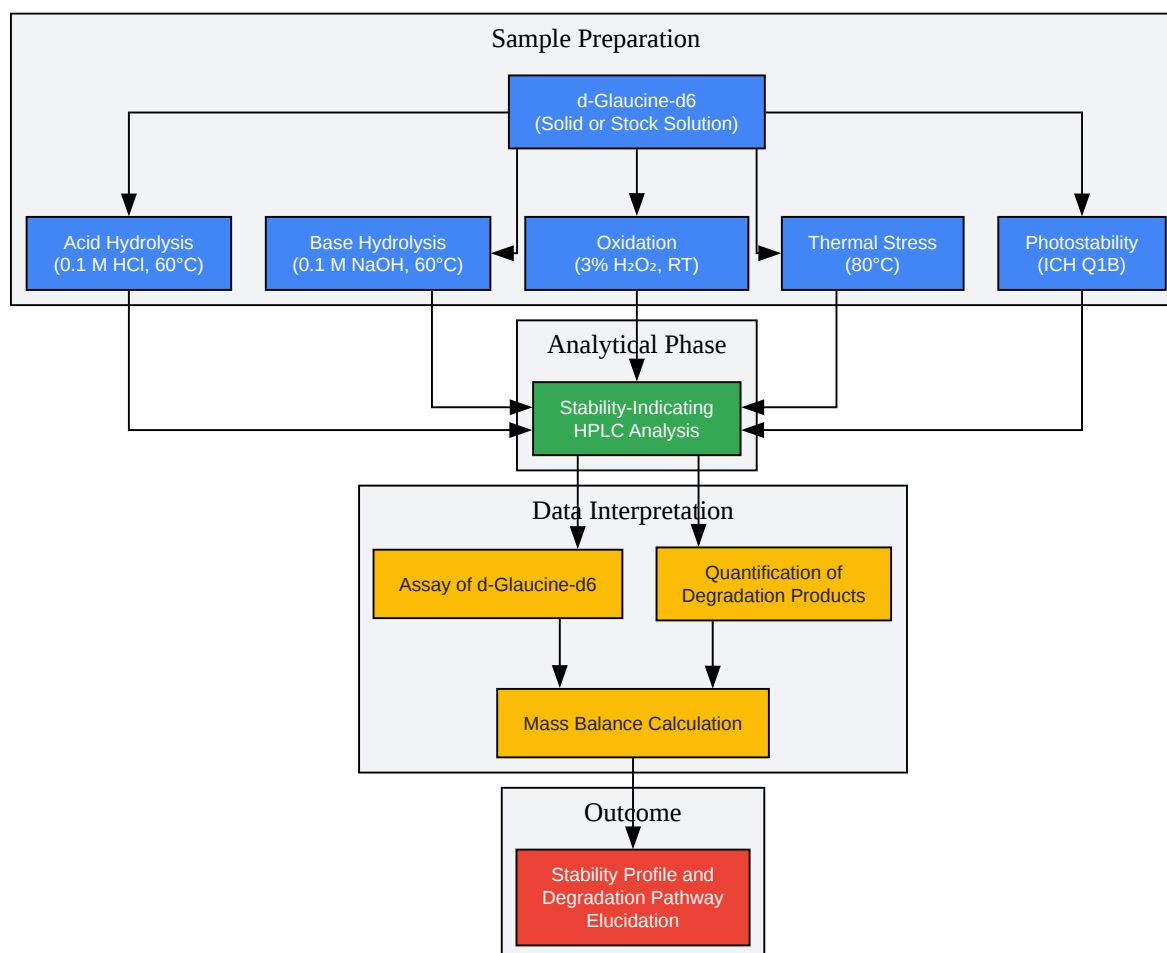 Sample Preparation
d-Glaucine-d6
(Solid or Stock Solution)
Acid Hydrolysis
(0.1 M HCl, 60°C)
Base Hydrolysis
(0.1 M NaOH, 60°C)
Oxidation
(3% H₂O₂, RT)
Thermal Stress
(80°C)
Photostability
(ICH Q1B)
Analytical Phase
Stability-Indicating
HPLC Analysis
Data Interpretation
Assay of d-Glaucine-d6
Quantification of
Degradation Products
Mass Balance Calculation
Outcome
Stability Profile and
Degradation Pathway
Elucidation